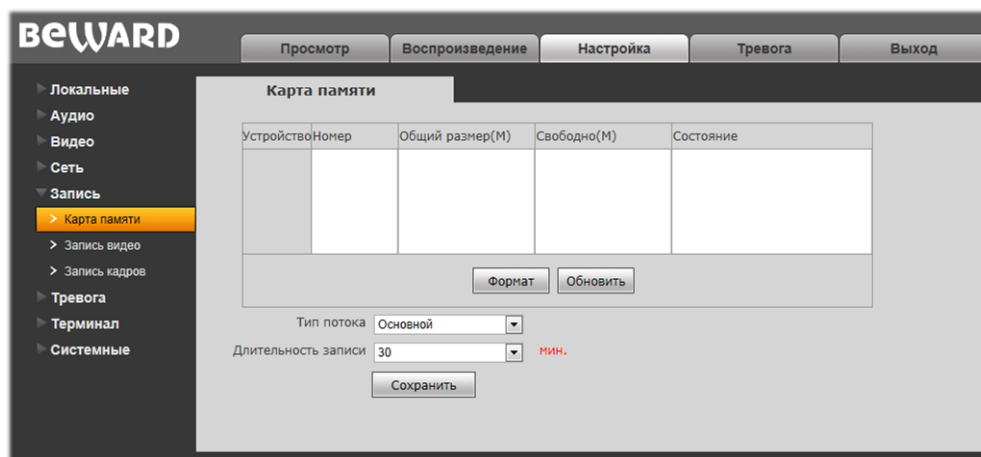 BEWARD
Просмотр Воспроизведение Настройка Тревога Выход
Локальные
Аудио
Видео
Сеть
Запись
Карта памяти
Запись видео
Запись кадров
Тревога
Терминал
Системные
Карта памяти
Устройство Номер Общий размер(М) Свободно(М) Состояние
Формат Обновить
Тип потока Основной
Длительность записи 30 мин.
Сохранить